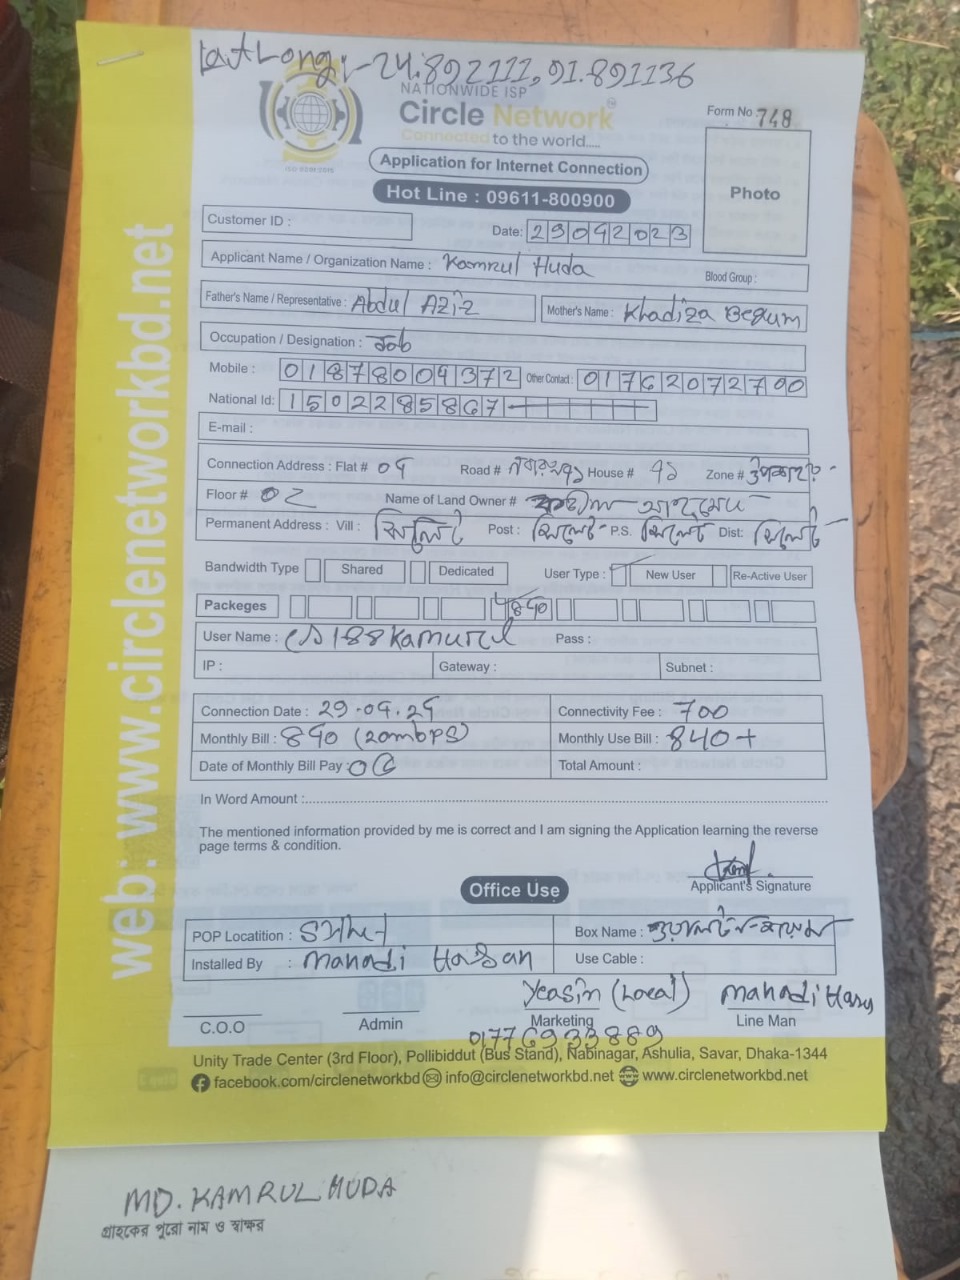 Lat Long:- 24.892111, 91.891136
NATIONWIDE ISP
Circle Network
Connected to the world.....
Form No 748
Application for Internet Connection
Photo
Hot Line : 09611-800900
Customer ID :
Date: 29042023
Applicant Name / Organization Name : Kamrul Huda Blood Group :
Father's Name / Representative : Abdul Aziz Mother's Name : Khadiza Begum
Occupation / Designation : Job
Mobile : 01878004372 Other Contact : 01762072700
National Id: 1502285867
E-mail :
Connection Address : Flat # 04 Road # House # Zone #
Floor # 02 Name of Land Owner #
Permanent Address : Vill : Post : সিলেট P.S. সিলেট Dist: সিলেট
Bandwidth Type Shared Dedicated User Type : New User Re-Active User
Packeges 840
User Name : Pass :
IP : Gateway : Subnet :
Connection Date : 29.04.24 Connectivity Fee : 700
Monthly Bill : 840 (20mbps) Monthly Use Bill : 840+
Date of Monthly Bill Pay : Total Amount :
In Word Amount :
The mentioned information provided by me is correct and I am signing the Application learning the reverse
page terms & condition.
Applicant's Signature
Office Use
POP Locatition : Box Name :
Installed By : Mahadi Hassan Use Cable :
Yeasin (Local) Mahadi Hasan
C.O.O Admin Marketing Line Man
01776933889
Unity Trade Center (3rd Floor), Pollibiddut (Bus Stand), Nabinagar, Ashulia, Savar, Dhaka-1344
facebook.com/circlenetworkbd info@circlenetworkbd.net www.circlenetworkbd.net
web: www.circlenetworkbd.net
MD. KAMRUL HUDA
গ্রাহকের পুরো নাম ও স্বাক্ষর